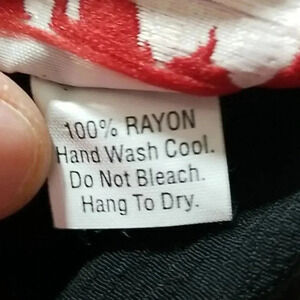 100% RAYON
Hand Wash Cool.
Do Not Bleach.
Hang To Dry.